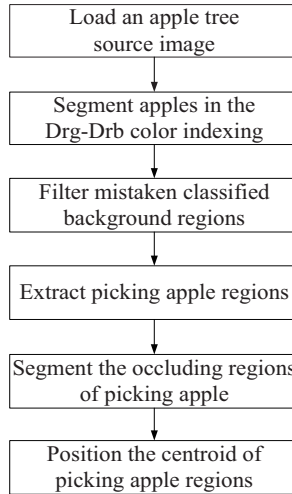 Load an apple tree
source image
Segment apples in the
Drg-Drb color indexing
Filter mistaken classified
background regions
Extract picking apple regions
Segment the occluding regions
of picking apple
Position the centroid of
picking apple regions